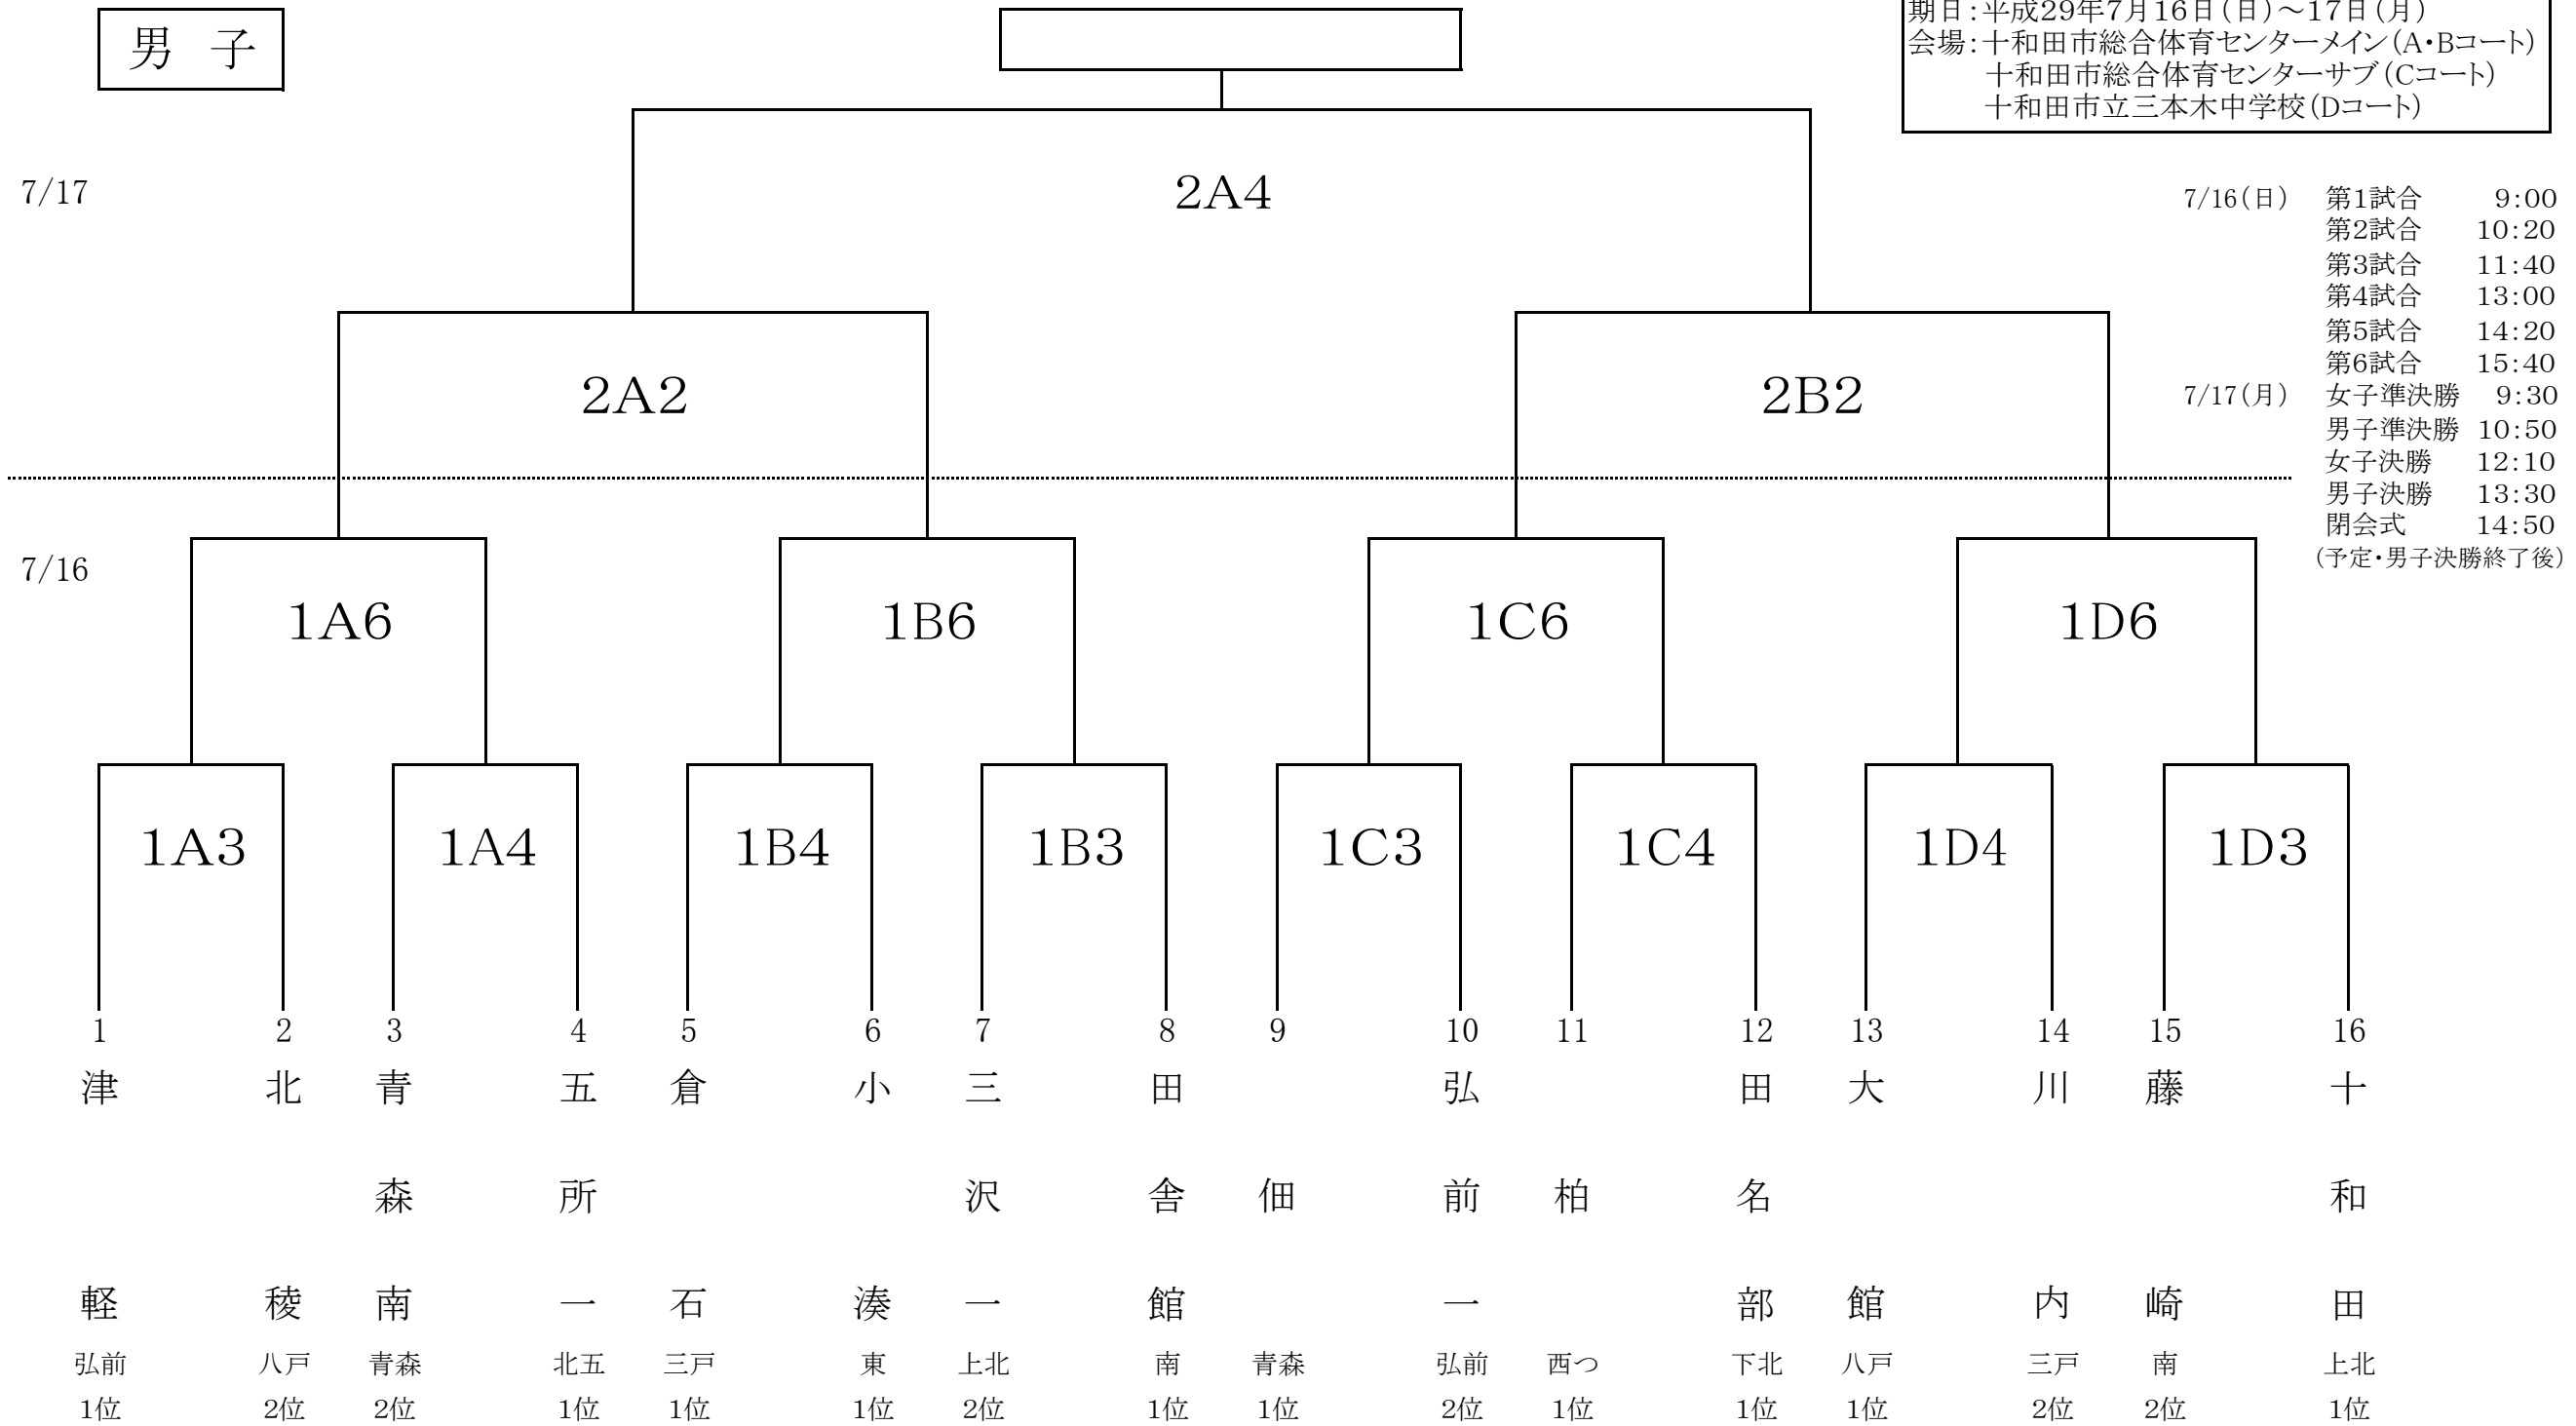 男 子
期日:平成29年7月16日(日)～17日(月)
会場:十和田市総合体育センターメイン(A・Bコート)
十和田市総合体育センターサブ(Cコート)
十和田市立三本木中学校(Dコート)
7/17
2A4
7/16(日) 第1試合 9:00
第2試合 10:20
第3試合 11:40
第4試合 13:00
第5試合 14:20
第6試合 15:40
7/17(月) 女子準決勝 9:30
男子準決勝 10:50
女子決勝 12:10
男子決勝 13:30
閉会式 14:50
(予定・男子決勝終了後)
2A2 2B2
7/16
1A6 1B6 1C6 1D6
1A3 1A4 1B4 1B3 1C3 1C4 1D4 1D3
1 2 3 4 5 6 7 8 9 10 11 12 13 14 15 16
津軽
北稜
青森南
五所一
倉石
小湊
三沢一
田舎館
佃
弘前一
柏
田名部
大館
川内
藤崎
十和田
弘前 八戸 青森 北五 三戸 東 上北 南 青森 弘前 西つ 下北 八戸 三戸 南 上北
1位 2位 2位 1位 1位 1位 2位 1位 1位 2位 1位 1位 1位 2位 2位 1位